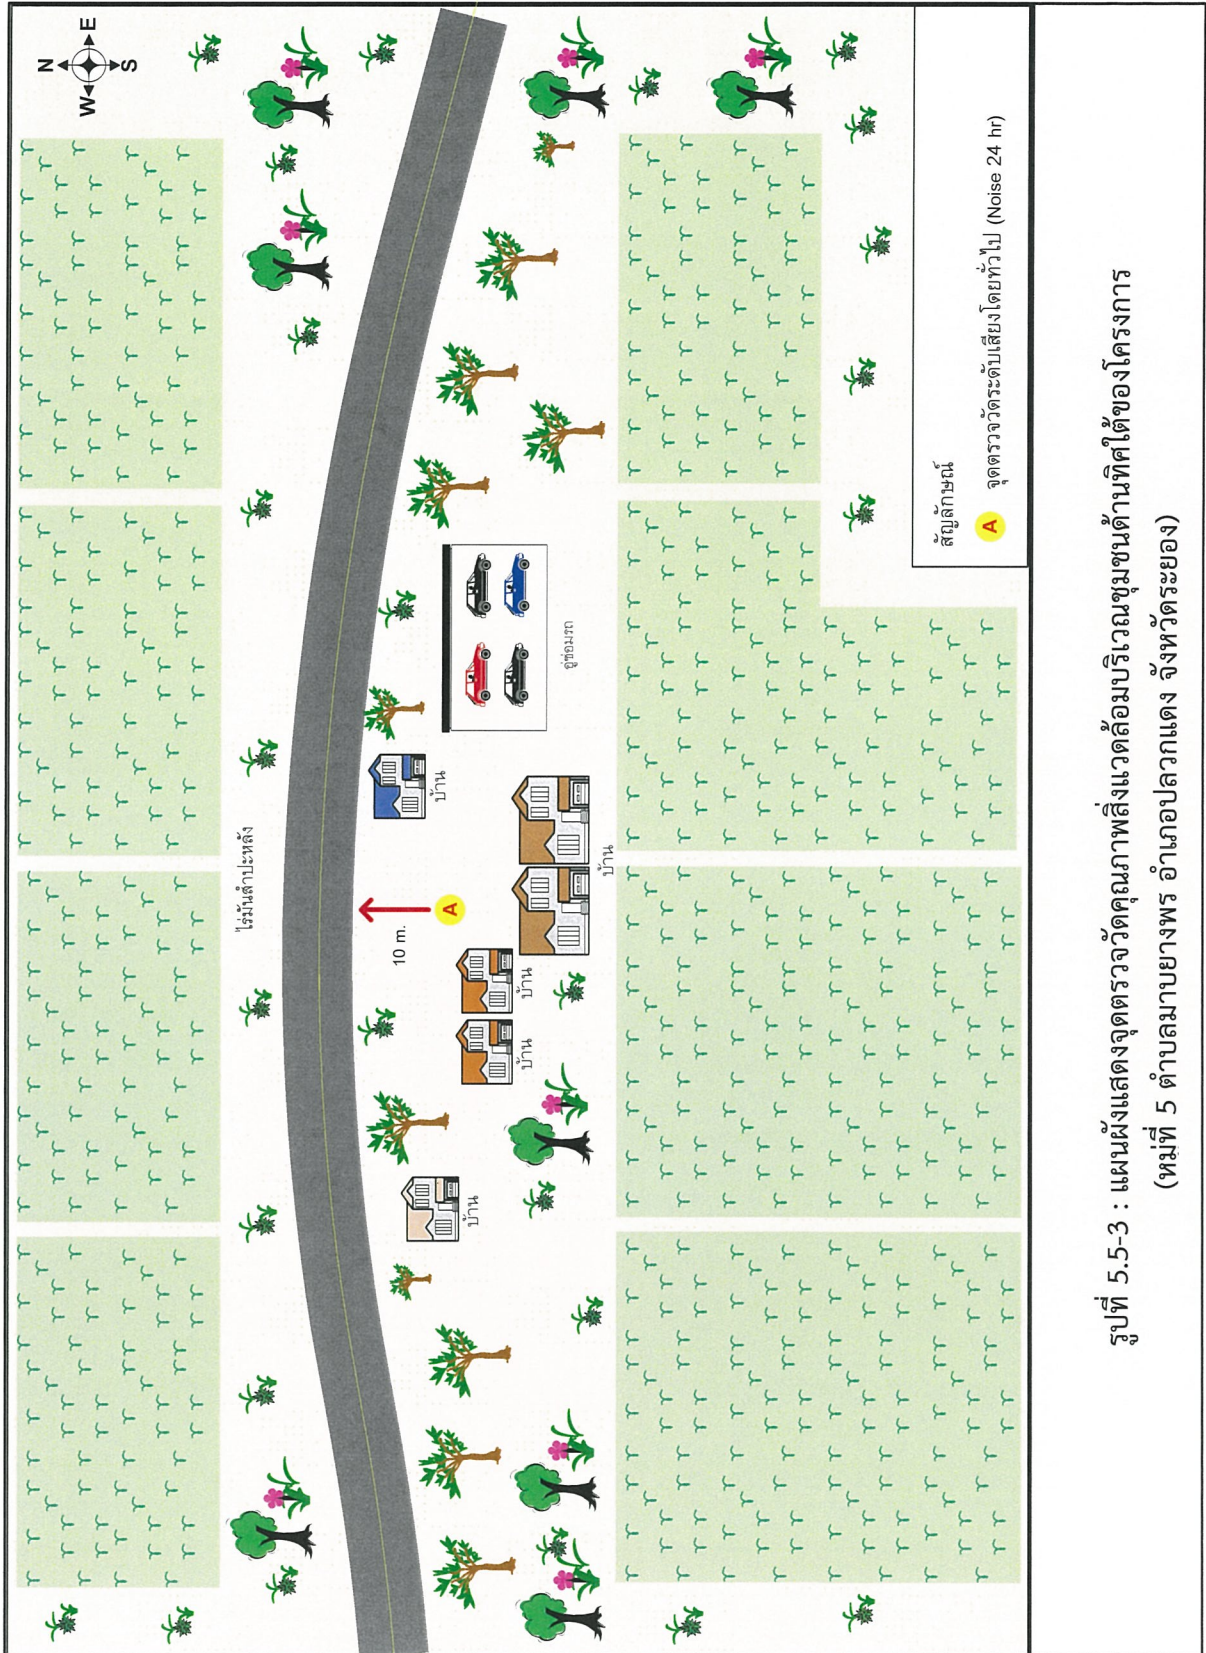 N
W
E
S
ไร่มันสำปะหลัง
10 m.
A
บ้าน
บ้าน
บ้าน
บ้าน
บ้าน
อู่ซ่อมรถ
สัญลักษณ์
A จุดตรวจวัดระดับเสียงโดยทั่วไป (Noise 24 hr)
รูปที่ 5.5-3 : แผนผังแสดงจุดตรวจวัดคุณภาพสิ่งแวดล้อมบริเวณชุมชนด้านทิศใต้ของโครงการ
(หมู่ที่ 5 ตำบลมาบยางพร อำเภอปลวกแดง จังหวัดระยอง)